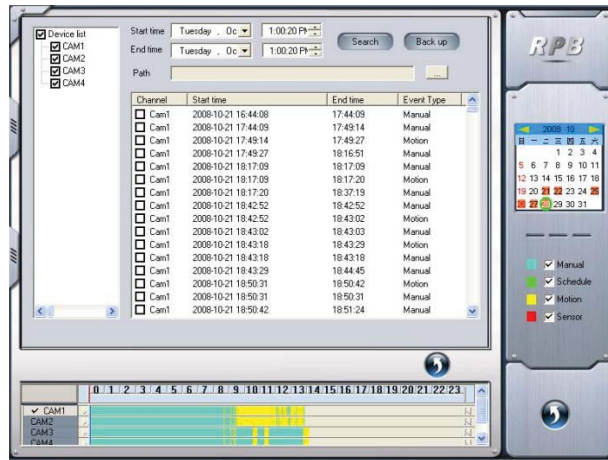 Device list
CAM1
CAM2
CAM3
CAM4
Start time Tuesday , Oc 1:00:20 PM
Search
Back up
End time Tuesday , Oc 1:00:20 PM
Path
...
Channel Start time End time Event Type
Cam1 2008-10-21 16:44:08 17:44:09 Manual
Cam1 2008-10-21 17:44:09 17:49:14 Manual
Cam1 2008-10-21 17:49:14 17:49:27 Motion
Cam1 2008-10-21 17:49:27 18:16:51 Manual
Cam1 2008-10-21 18:17:09 18:17:09 Manual
Cam1 2008-10-21 18:17:09 18:17:20 Motion
Cam1 2008-10-21 18:17:20 18:37:19 Manual
Cam1 2008-10-21 18:42:52 18:42:52 Manual
Cam1 2008-10-21 18:42:52 18:43:02 Motion
Cam1 2008-10-21 18:43:02 18:43:03 Manual
Cam1 2008-10-21 18:43:18 18:43:29 Motion
Cam1 2008-10-21 18:43:18 18:43:18 Manual
Cam1 2008-10-21 18:43:29 18:44:45 Manual
Cam1 2008-10-21 18:50:31 18:50:42 Motion
Cam1 2008-10-21 18:50:31 18:50:31 Manual
Cam1 2008-10-21 18:50:42 18:51:24 Manual
RPB
2008 10
日 一 二 三 四 五 六
1 2 3 4
5 6 7 8 9 10 11
12 13 14 15 16 17 18
19 20 21 22 23 24 25
26 27 28 29 30 31
Manual
Schedule
Motion
Sensor
0 1 2 3 4 5 6 7 8 9 10 11 12 13 14 15 16 17 18 19 20 21 22 23
CAM1
CAM2
CAM3
CAM4